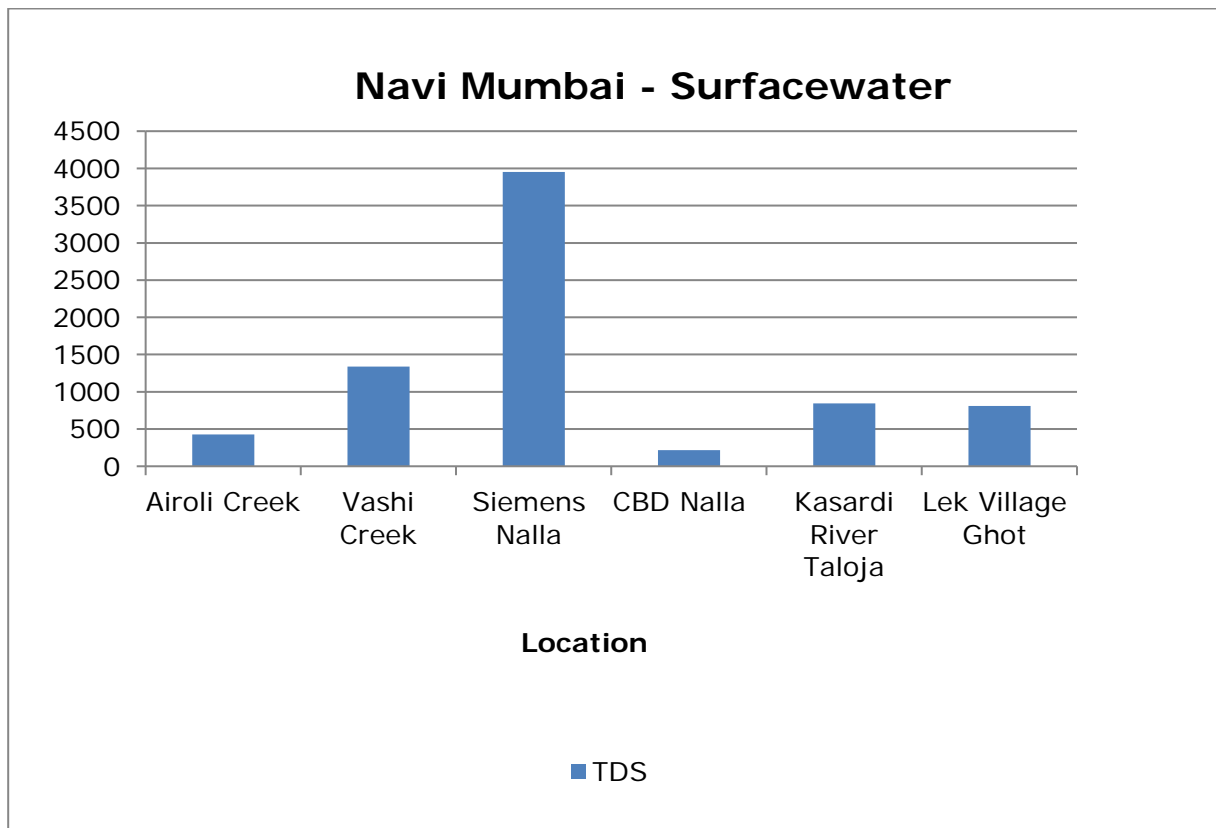 Navi Mumbai - Surfacewater
4500
4000
3500
3000
2500
2000
1500
1000
500
0
Airoli Creek
Vashi
Creek
Siemens
Nalla
CBD Nalla
Kasardi
River
Taloja
Lek Village
Ghot
Location
TDS